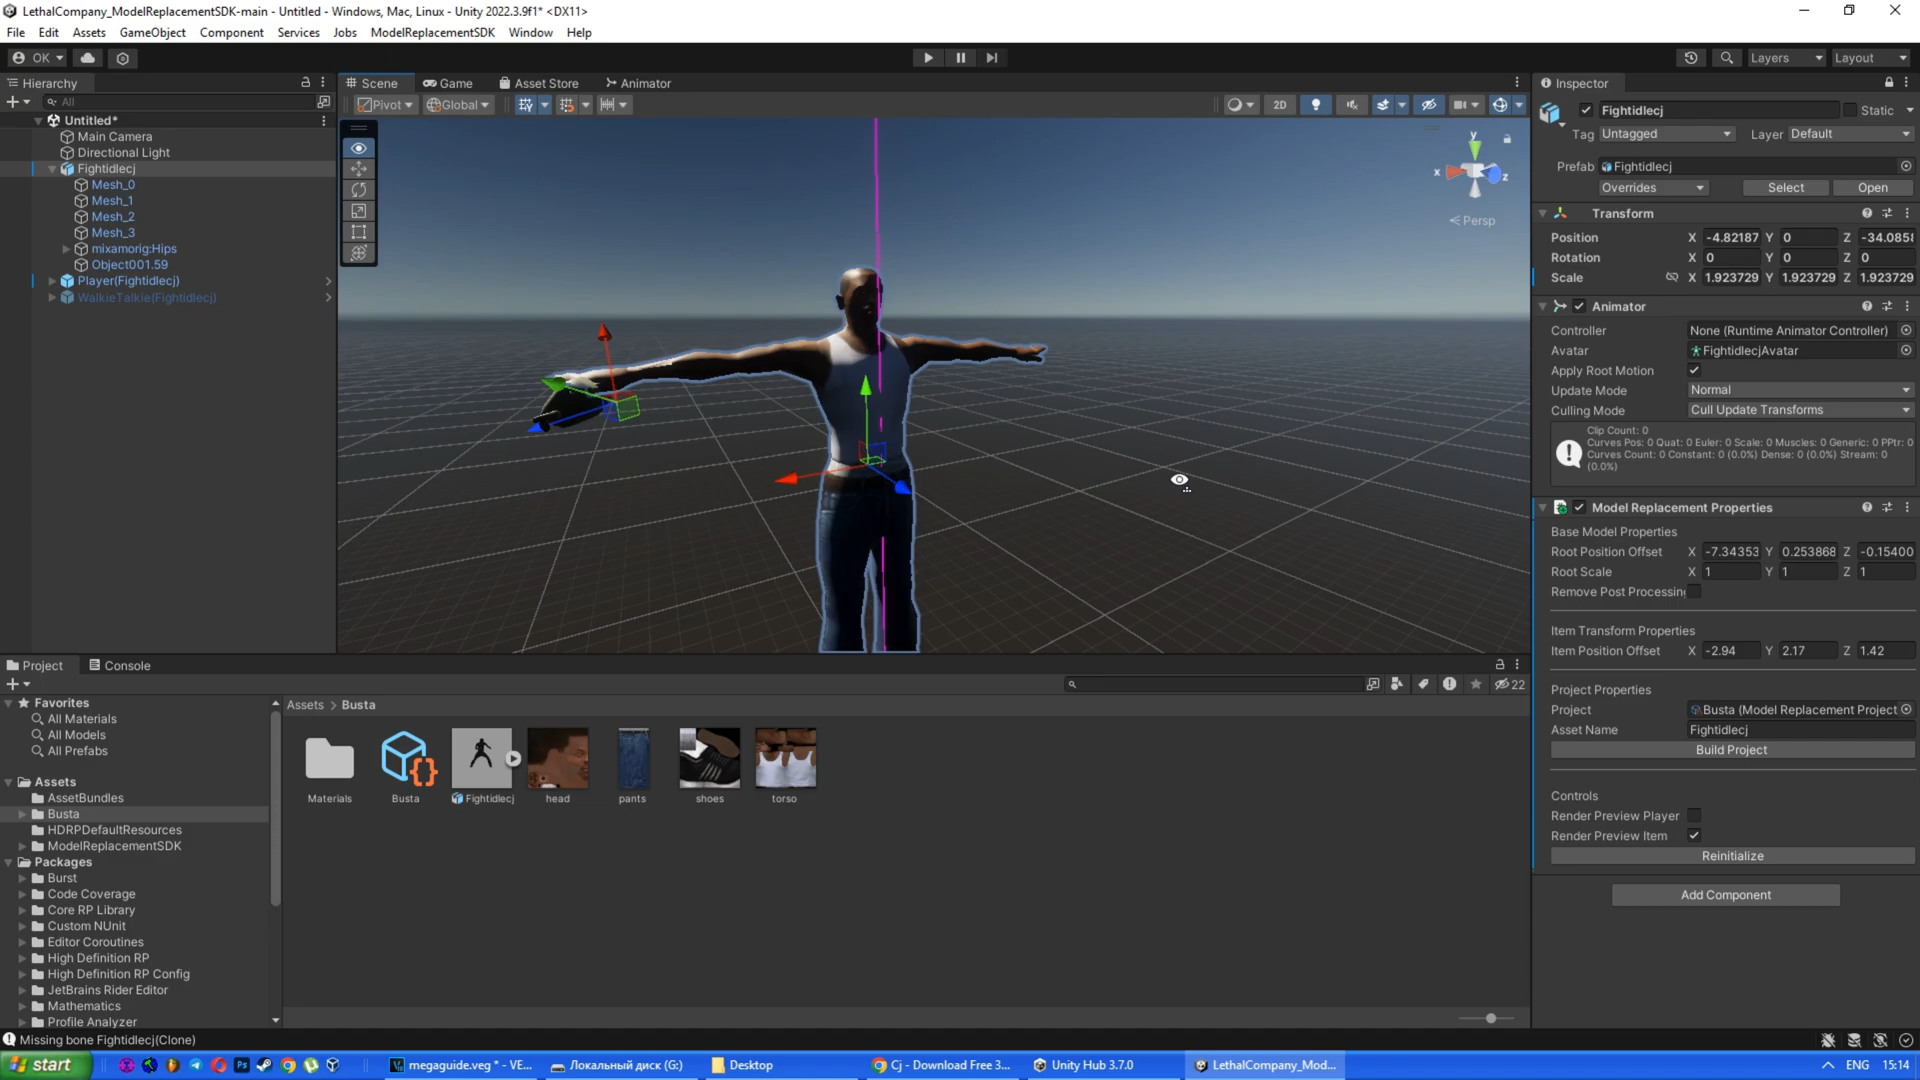 LethalCompany_ModelReplacementSDK-main - Untitled - Windows, Mac, Linux - Unity 2022.3.9f1* <DX11>
File Edit Assets GameObject Component Services Jobs ModelReplacementSDK Window Help
OK
Layers Layout
Hierarchy
All
Untitled*
Main Camera
Directional Light
Fightidlecj
Mesh_0
Mesh_1
Mesh_2
Mesh_3
mixamorig:Hips
Object001.59
Player(Fightidlecj)
WalkieTalkie(Fightidlecj)
Scene Game Asset Store Animator
Pivot Global 2D
y
x z
Persp
Inspector
Fightidlecj Static
Tag Untagged Layer Default
Prefab Fightidlecj
Overrides Select Open
Transform
Position X -4.82187 Y 0 Z -34.0858
Rotation X 0 Y 0 Z 0
Scale X 1.923729 Y 1.923729 Z 1.923729
Animator
Controller None (Runtime Animator Controller)
Avatar FightidlecjAvatar
Apply Root Motion
Update Mode Normal
Culling Mode Cull Update Transforms
Clip Count: 0
Curves Pos: 0 Quat: 0 Euler: 0 Scale: 0 Muscles: 0 Generic: 0 PPtr: 0
Curves Count: 0 Constant: 0 (0.0%) Dense: 0 (0.0%) Stream: 0
(0.0%)
Model Replacement Properties
Base Model Properties
Root Position Offset X -7.34353 Y 0.253868 Z -0.15400
Root Scale X 1 Y 1 Z 1
Remove Post Processing
Item Transform Properties
Item Position Offset X -2.94 Y 2.17 Z 1.42
Project Properties
Project Busta (Model Replacement Project
Asset Name Fightidlecj
Build Project
Controls
Render Preview Player
Render Preview Item
Reinitialize
Add Component
Project Console
22
Favorites
All Materials
All Models
All Prefabs
Assets
AssetBundles
Busta
HDRPDefaultResources
ModelReplacementSDK
Packages
Burst
Code Coverage
Core RP Library
Custom NUnit
Editor Coroutines
High Definition RP
High Definition RP Config
JetBrains Rider Editor
Mathematics
Profile Analyzer
Assets > Busta
Materials Busta Fightidlecj head pants shoes torso
Missing bone Fightidlecj(Clone)
start
Ps
megaguide.veg * - VE...
Локальный диск (G:)
Desktop
Cj - Download Free 3...
Unity Hub 3.7.0
LethalCompany_Mod...
ENG 15:14